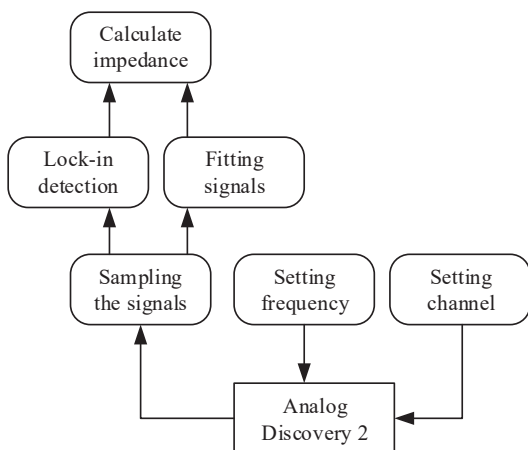 Calculate
impedance
Lock-in
detection
Fitting
signals
Sampling
the signals
Setting
frequency
Setting
channel
Analog
Discovery 2